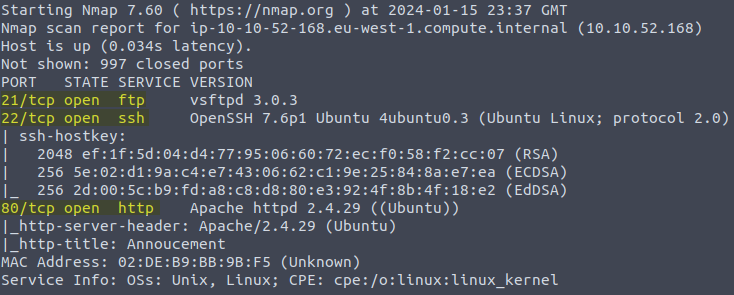 Starting Nmap 7.60 ( https://nmap.org ) at 2024-01-15 23:37 GMT
Nmap scan report for ip-10-10-52-168.eu-west-1.compute.internal (10.10.52.168)
Host is up (0.034s latency).
Not shown: 997 closed ports
PORT   STATE SERVICE VERSION
21/tcp open  ftp     vsftpd 3.0.3
22/tcp open  ssh     OpenSSH 7.6p1 Ubuntu 4ubuntu0.3 (Ubuntu Linux; protocol 2.0)
| ssh-hostkey:
|   2048 ef:1f:5d:04:d4:77:95:06:60:72:ec:f0:58:f2:cc:07 (RSA)
|   256 5e:02:d1:9a:c4:e7:43:06:62:c1:9e:25:84:8a:e7:ea (ECDSA)
|_  256 2d:00:5c:b9:fd:a8:c8:d8:80:e3:92:4f:8b:4f:18:e2 (EdDSA)
80/tcp open  http    Apache httpd 2.4.29 ((Ubuntu))
|_http-server-header: Apache/2.4.29 (Ubuntu)
|_http-title: Annoucement
MAC Address: 02:DE:B9:BB:9B:F5 (Unknown)
Service Info: OSs: Unix, Linux; CPE: cpe:/o:linux:linux_kernel